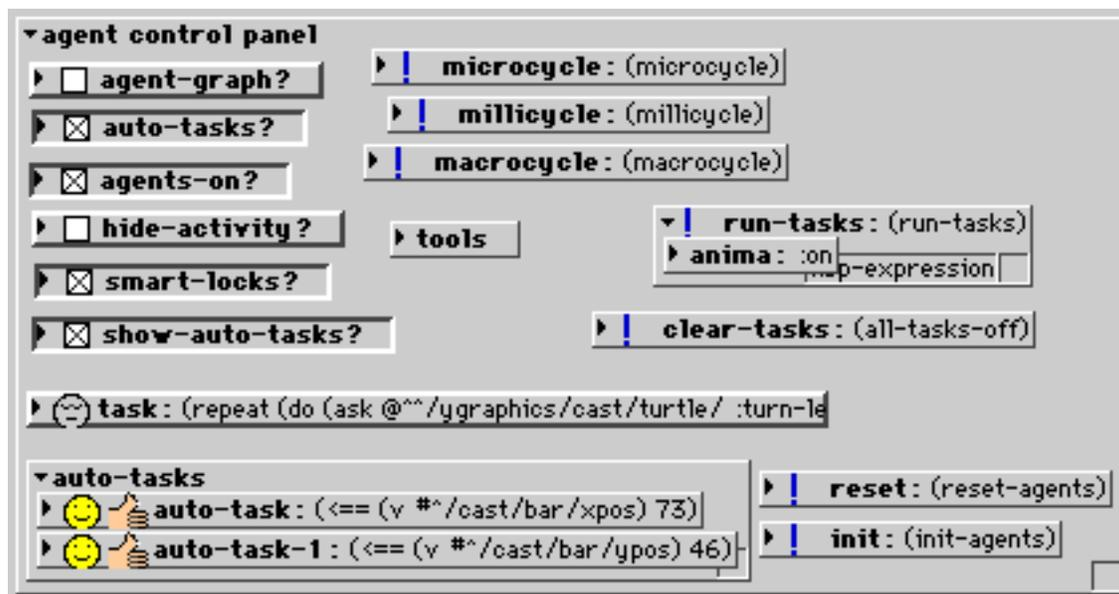 agent control panel
agent-graph?
microcycle: (microcycle)
auto-tasks?
millicycle: (millicycle)
agents-on?
macrocycle: (macrocycle)
hide-activity?
tools
run-tasks: (run-tasks)
anima: :on
-expression
smart-locks?
show-auto-tasks?
clear-tasks: (all-tasks-off)
task: (repeat (do (ask @^^/ygraphics/cast/turtle/ :turn-le
auto-tasks
auto-task: (<== (v #^/cast/bar/xpos) 73)
reset: (reset-agents)
auto-task-1: (<== (v #^/cast/bar/ypos) 46)
init: (init-agents)